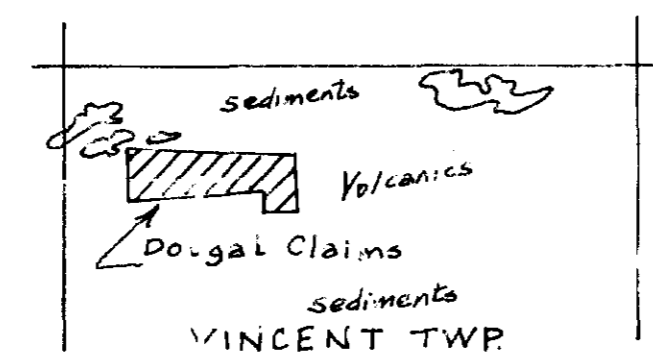 sediments
Volcanics
Dougal Claims
sediments
VINCENT TWP.